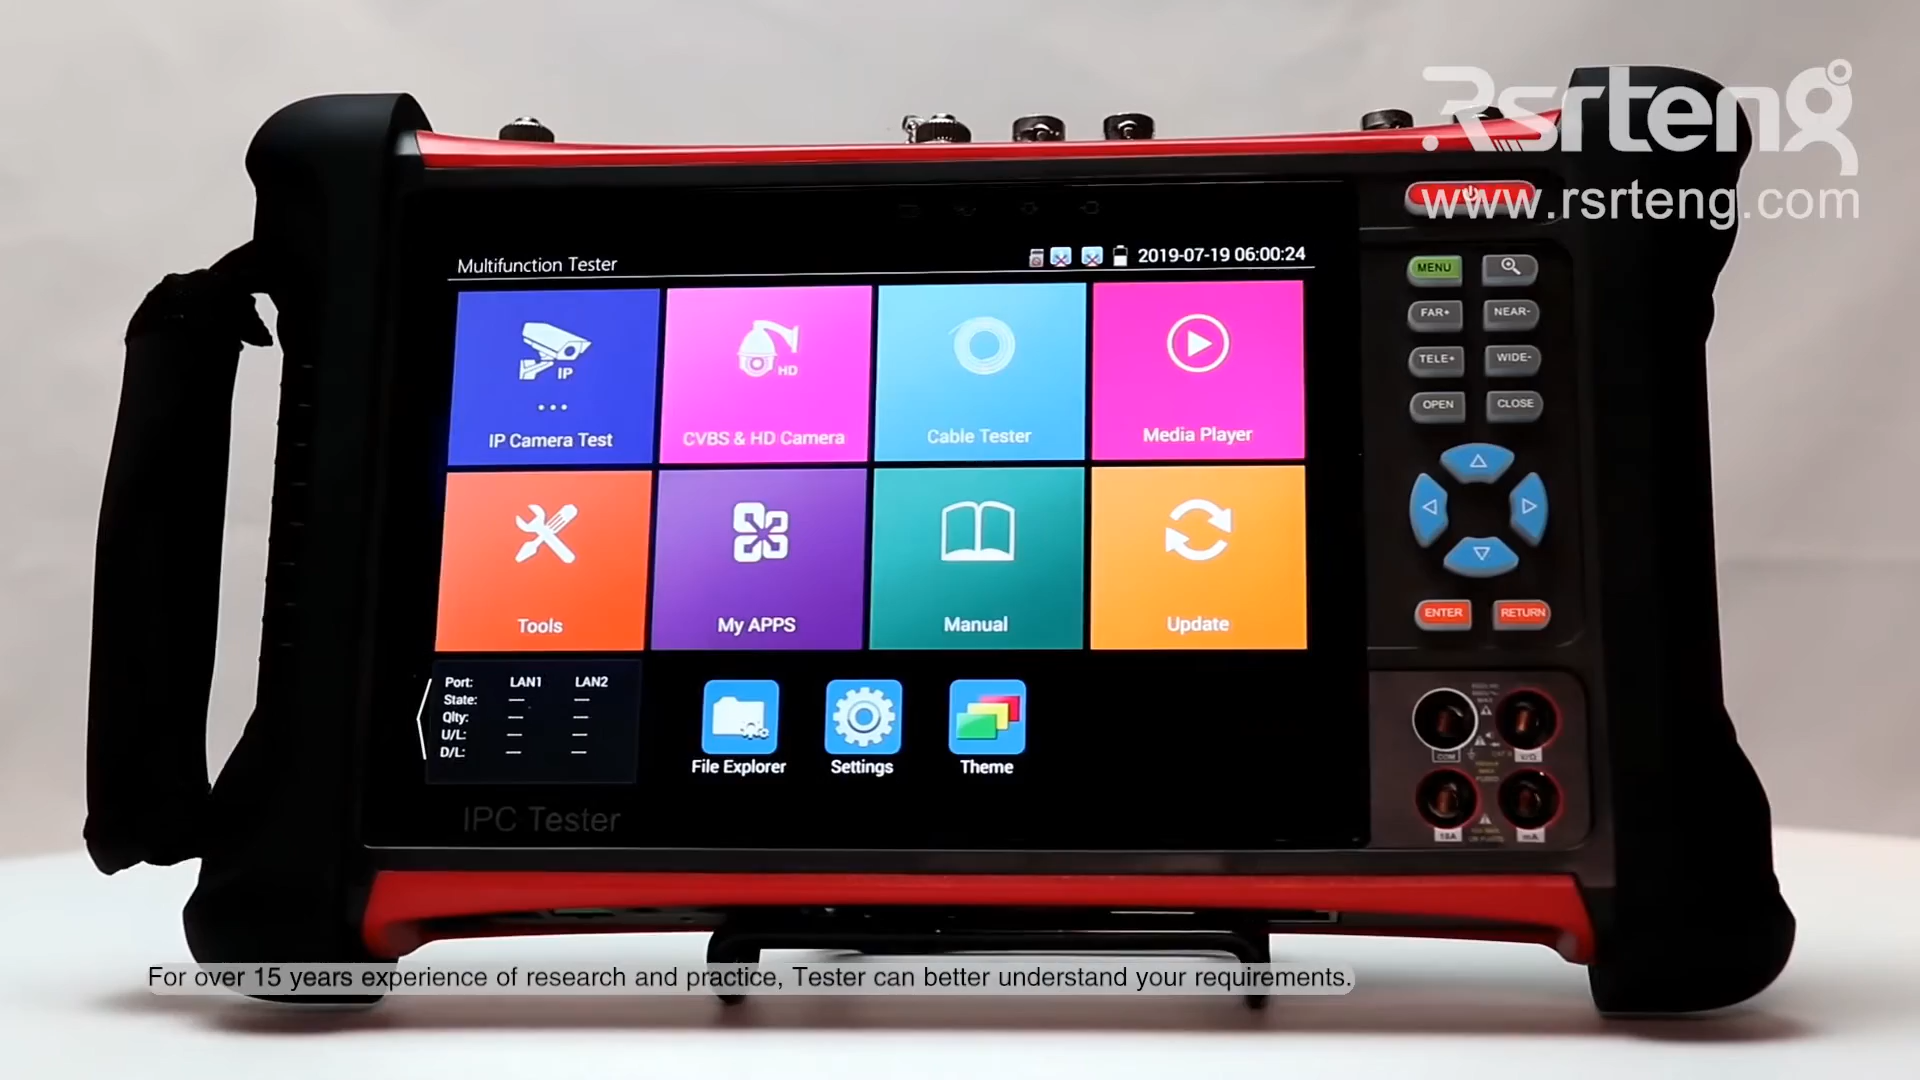 Rsrteng
www.rsrteng.com
Multifunction Tester
2019-07-19 06:00:24
IP
IP Camera Test
HD
CVBS & HD Camera
Cable Tester
Media Player
Tools
My APPS
Manual
Update
Port: LAN1 LAN2
State: — —
Qlty: — —
U/L: — —
D/L: — —
File Explorer
Settings
Theme
IPC Tester
MENU
FAR+ NEAR-
TELE+ WIDE-
OPEN CLOSE
ENTER RETURN
COM V/Ω
10A mA
For over 15 years experience of research and practice, Tester can better understand your requirements.